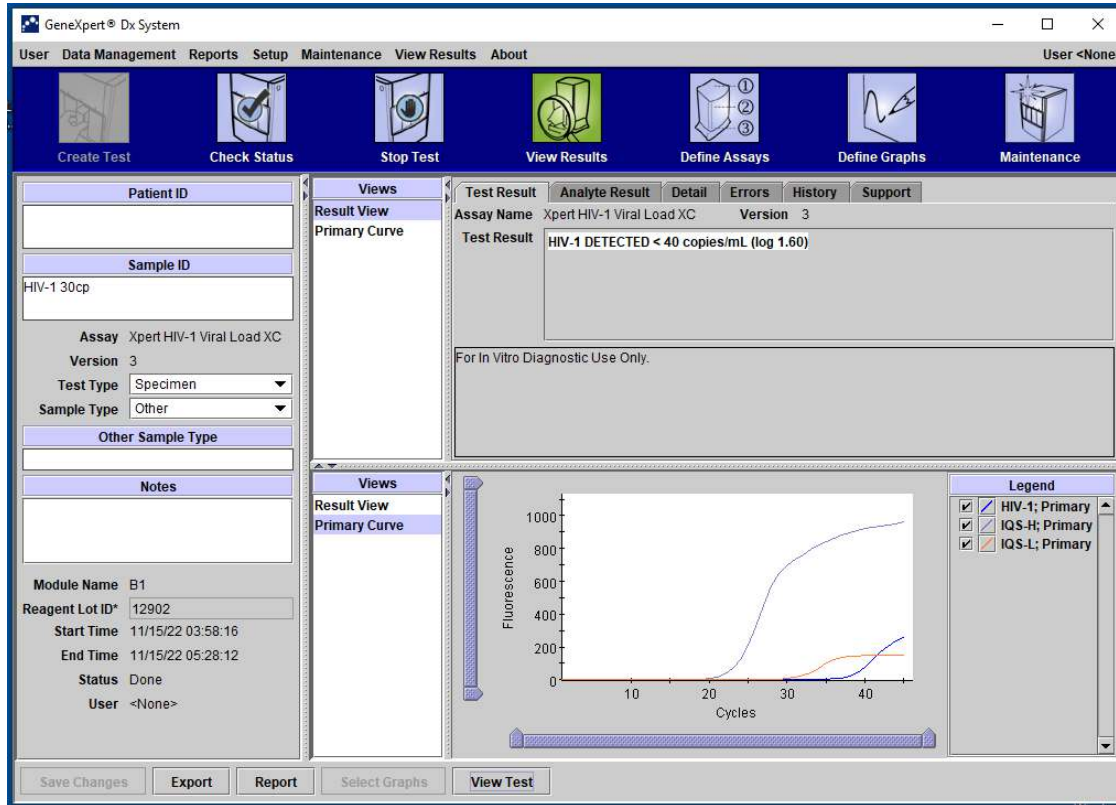 GeneXpert® Dx System
User Data Management Reports Setup Maintenance View Results About User <None
Create Test Check Status Stop Test View Results Define Assays Define Graphs Maintenance
1
2
3
Patient ID
Sample ID
HIV-1 30cp
Assay Xpert HIV-1 Viral Load XC
Version 3
Test Type Specimen
Sample Type Other
Other Sample Type
Notes
Module Name B1
Reagent Lot ID* 12902
Start Time 11/15/22 03:58:16
End Time 11/15/22 05:28:12
Status Done
User <None>
Views
Result View
Primary Curve
Test Result Analyte Result Detail Errors History Support
Assay Name Xpert HIV-1 Viral Load XC Version 3
Test Result HIV-1 DETECTED < 40 copies/mL (log 1.60)
For In Vitro Diagnostic Use Only.
Views
Result View
Primary Curve
Fluorescence
1000
800
600
400
200
0
10 20 30 40
Cycles
Legend
HIV-1; Primary
IQS-H; Primary
IQS-L; Primary
Save Changes Export Report Select Graphs View Test